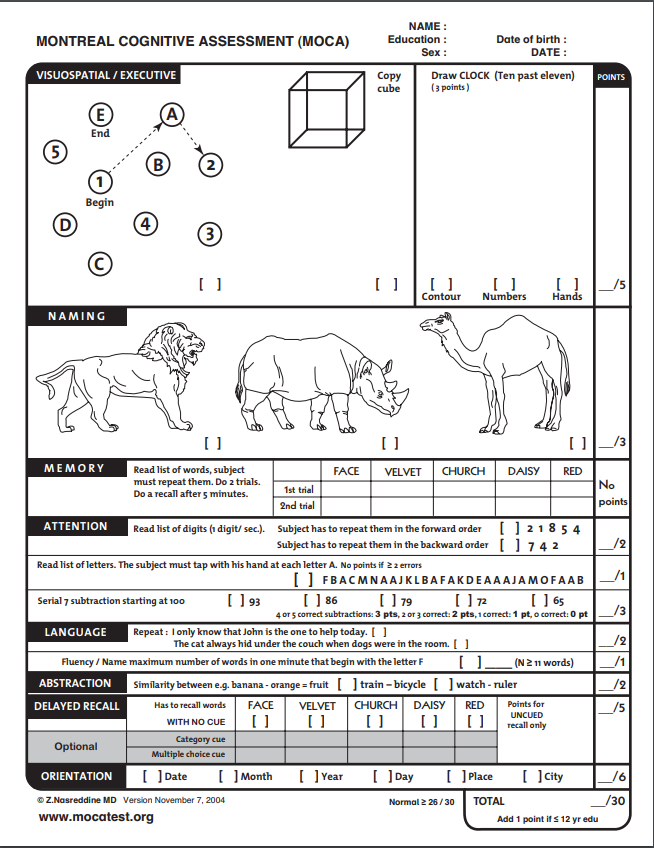 NAME :
MONTREAL COGNITIVE ASSESSMENT (MOCA)
Education :
Date of birth :
Sex :
DATE :
VISUOSPATIAL / EXECUTIVE
Copy cube
Draw CLOCK (Ten past eleven)
( 3 points )
POINTS
E
End
A
5
B
2
1
Begin
D
4
3
C
[ ]
[ ]
[ ] [ ] [ ]
Contour Numbers Hands
__/5
NAMING
[ ] [ ] [ ]
__/3
MEMORY
Read list of words, subject
must repeat them. Do 2 trials.
Do a recall after 5 minutes.
FACE VELVET CHURCH DAISY RED
1st trial
2nd trial
No
points
ATTENTION
Read list of digits (1 digit/ sec.).
Subject has to repeat them in the forward order [ ] 2 1 8 5 4
Subject has to repeat them in the backward order [ ] 7 4 2
__/2
Read list of letters. The subject must tap with his hand at each letter A. No points if ≥ 2 errors
[ ] F B A C M N A A J K L B A F A K D E A A A J A M O F A A B
__/1
Serial 7 subtraction starting at 100 [ ] 93 [ ] 86 [ ] 79 [ ] 72 [ ] 65
4 or 5 correct subtractions: 3 pts, 2 or 3 correct: 2 pts, 1 correct: 1 pt, 0 correct: 0 pt
__/3
LANGUAGE
Repeat : I only know that John is the one to help today. [ ]
The cat always hid under the couch when dogs were in the room. [ ]
__/2
Fluency / Name maximum number of words in one minute that begin with the letter F [ ] _____ (N ≥ 11 words)
__/1
ABSTRACTION
Similarity between e.g. banana - orange = fruit [ ] train – bicycle [ ] watch - ruler
__/2
DELAYED RECALL
Has to recall words
WITH NO CUE
FACE VELVET CHURCH DAISY RED
[ ] [ ] [ ] [ ] [ ]
Points for
UNCUED
recall only
__/5
Optional
Category cue
Multiple choice cue
ORIENTATION
[ ] Date [ ] Month [ ] Year [ ] Day [ ] Place [ ] City
__/6
© Z.Nasreddine MD Version November 7, 2004
Normal ≥ 26 / 30
www.mocatest.org
TOTAL
__/30
Add 1 point if ≤ 12 yr edu